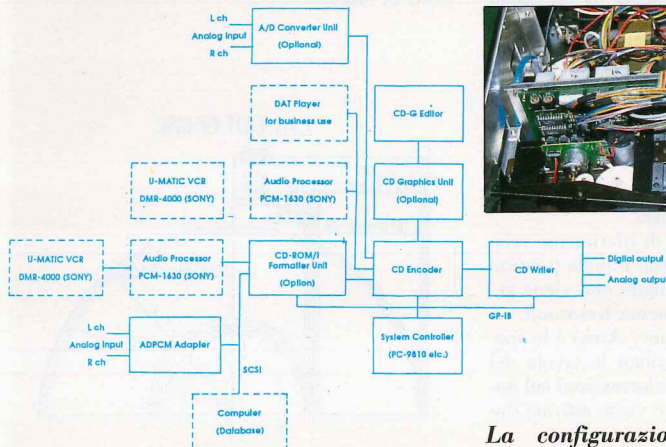 L ch
Analog Input
R ch
A/D Converter Unit
(Optional)
DAT Player
for business use
CD-G Editor
U-MATIC VCR
DMR-4000 (SONY)
Audio Processor
PCM-1630 (SONY)
CD Graphics Unit
(Optional)
U-MATIC VCR
DMR-4000 (SONY)
Audio Processor
PCM-1630 (SONY)
CD-ROM/I
Formatter Unit
(Option)
CD Encoder
CD Writer
Digital output
Analog output
GP-IB
L ch
Analog Input
R ch
ADPCM Adapter
System Controller
(PC-9810 etc.)
SCSI
Computer
(Database)
La configurazio